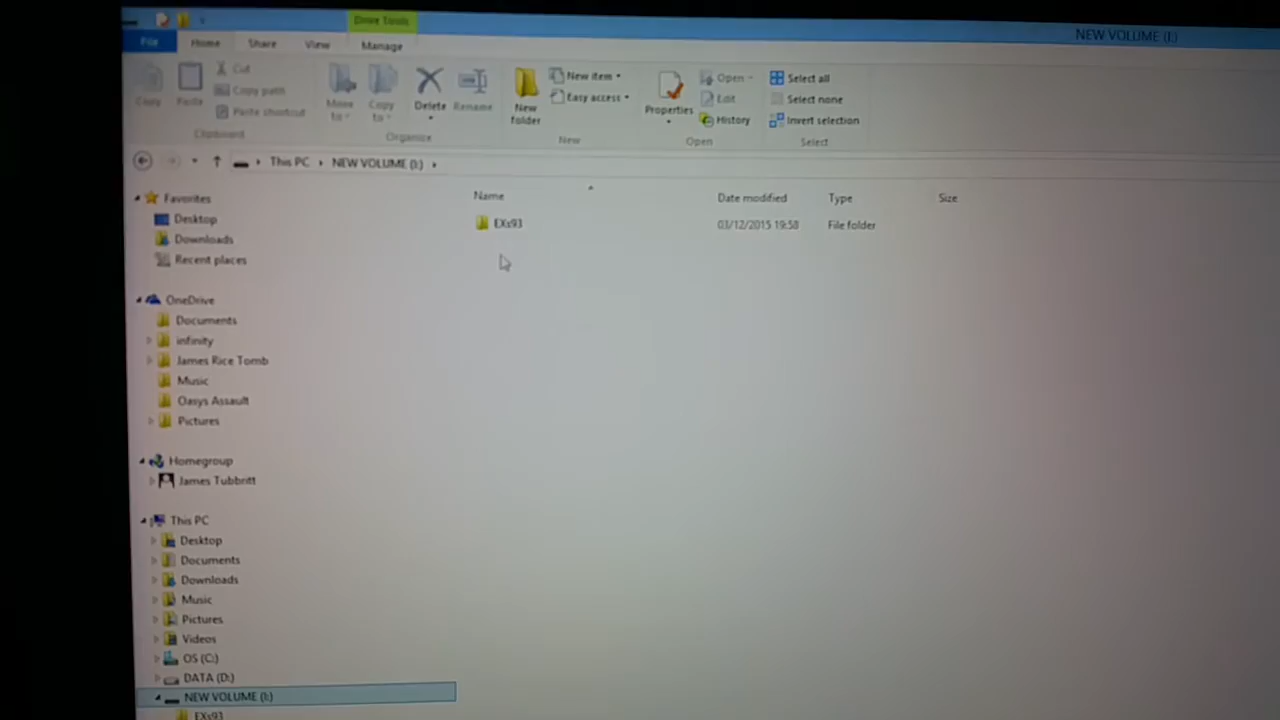 Drive Tools
NEW VOLUME (I:)
File Home Share View Manage
Copy
Paste
Cut
Copy path
Paste shortcut
Clipboard
Move to
Copy to
Delete
Rename
Organise
New folder
New item
Easy access
New
Properties
Open
Edit
History
Open
Select all
Select none
Invert selection
Select
This PC NEW VOLUME (I:)
Name Date modified Type Size
EXs93 03/12/2015 19:58 File folder
Favorites
Desktop
Downloads
Recent places
OneDrive
Documents
infinity
James Rice Tomb
Music
Oasys Assault
Pictures
Homegroup
James Tubbritt
This PC
Desktop
Documents
Downloads
Music
Pictures
Videos
OS (C:)
DATA (D:)
NEW VOLUME (I:)
EXs93